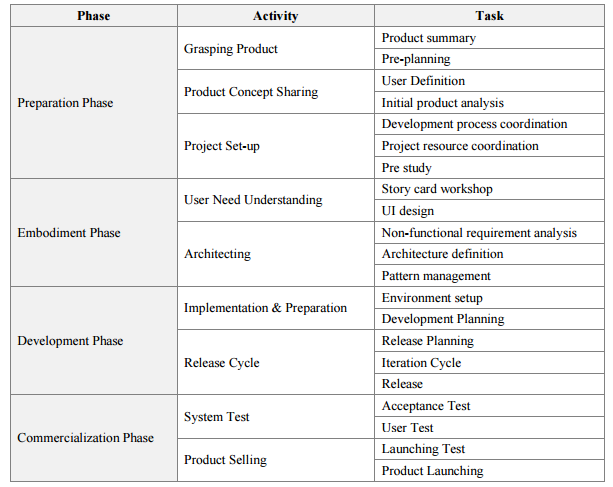 Phase Activity Task
Preparation Phase
Grasping Product
Product summary
Pre-planning
Product Concept Sharing
User Definition
Initial product analysis
Project Set-up
Development process coordination
Project resource coordination
Pre study
Embodiment Phase
User Need Understanding
Story card workshop
UI design
Architecting
Non-functional requirement analysis
Architecture definition
Pattern management
Development Phase
Implementation & Preparation
Environment setup
Development Planning
Release Cycle
Release Planning
Iteration Cycle
Release
Commercialization Phase
System Test
Acceptance Test
User Test
Product Selling
Launching Test
Product Launching